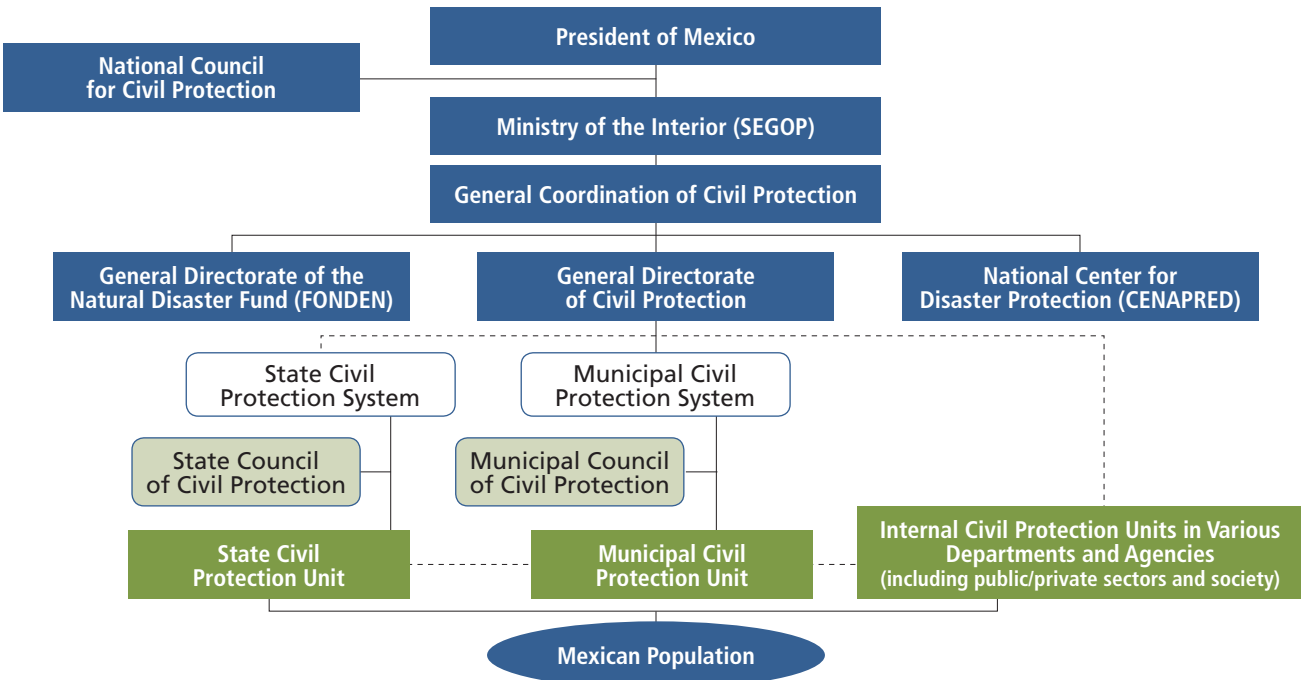 President of Mexico
National Council
for Civil Protection
Ministry of the Interior (SEGOP)
General Coordination of Civil Protection
General Directorate of the
Natural Disaster Fund (FONDEN)
General Directorate
of Civil Protection
National Center for
Disaster Protection (CENAPRED)
State Civil
Protection System
Municipal Civil
Protection System
State Council
of Civil Protection
Municipal Council
of Civil Protection
State Civil
Protection Unit
Municipal Civil
Protection Unit
Internal Civil Protection Units in Various
Departments and Agencies
(including public/private sectors and society)
Mexican Population